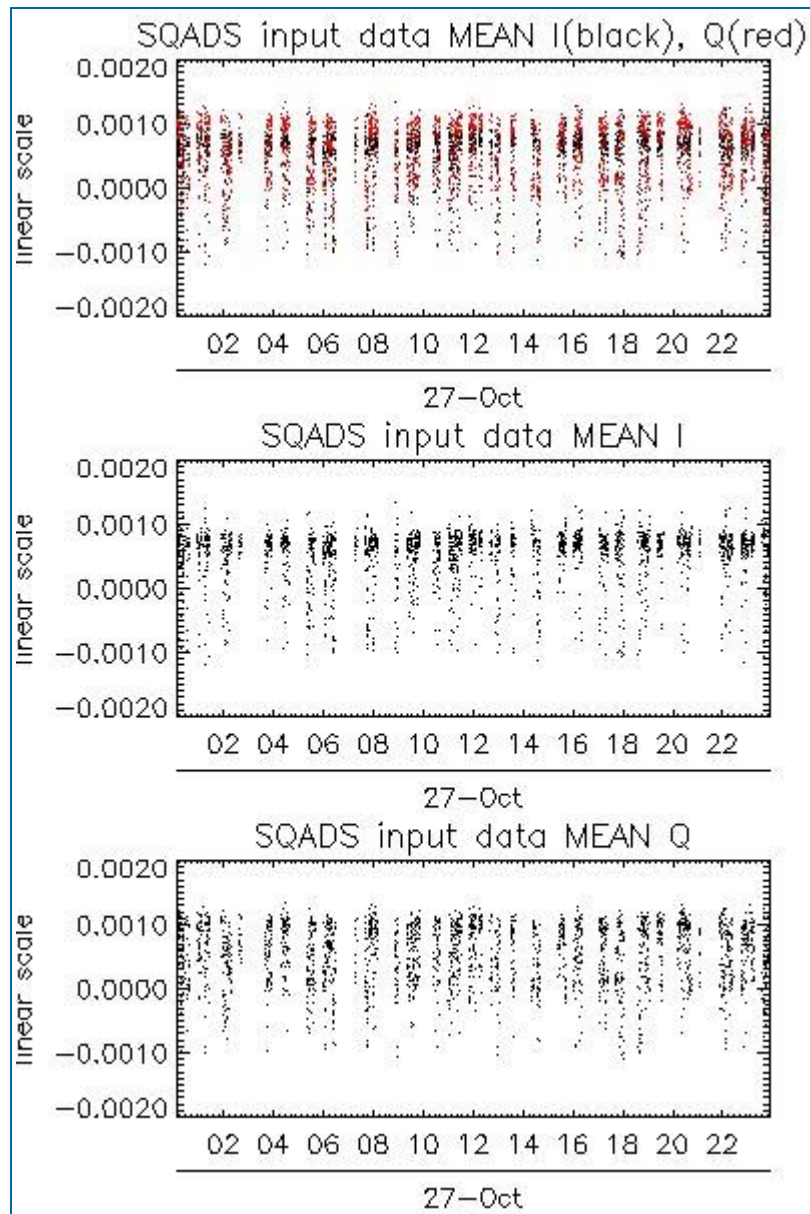 SQADS input data MEAN I(black), Q(red)
0.0020
0.0010
0.0000
−0.0010
−0.0020
linear scale
02 04 06 08 10 12 14 16 18 20 22
27−Oct
SQADS input data MEAN I
0.0020
0.0010
0.0000
−0.0010
−0.0020
linear scale
02 04 06 08 10 12 14 16 18 20 22
27−Oct
SQADS input data MEAN Q
0.0020
0.0010
0.0000
−0.0010
−0.0020
linear scale
02 04 06 08 10 12 14 16 18 20 22
27−Oct